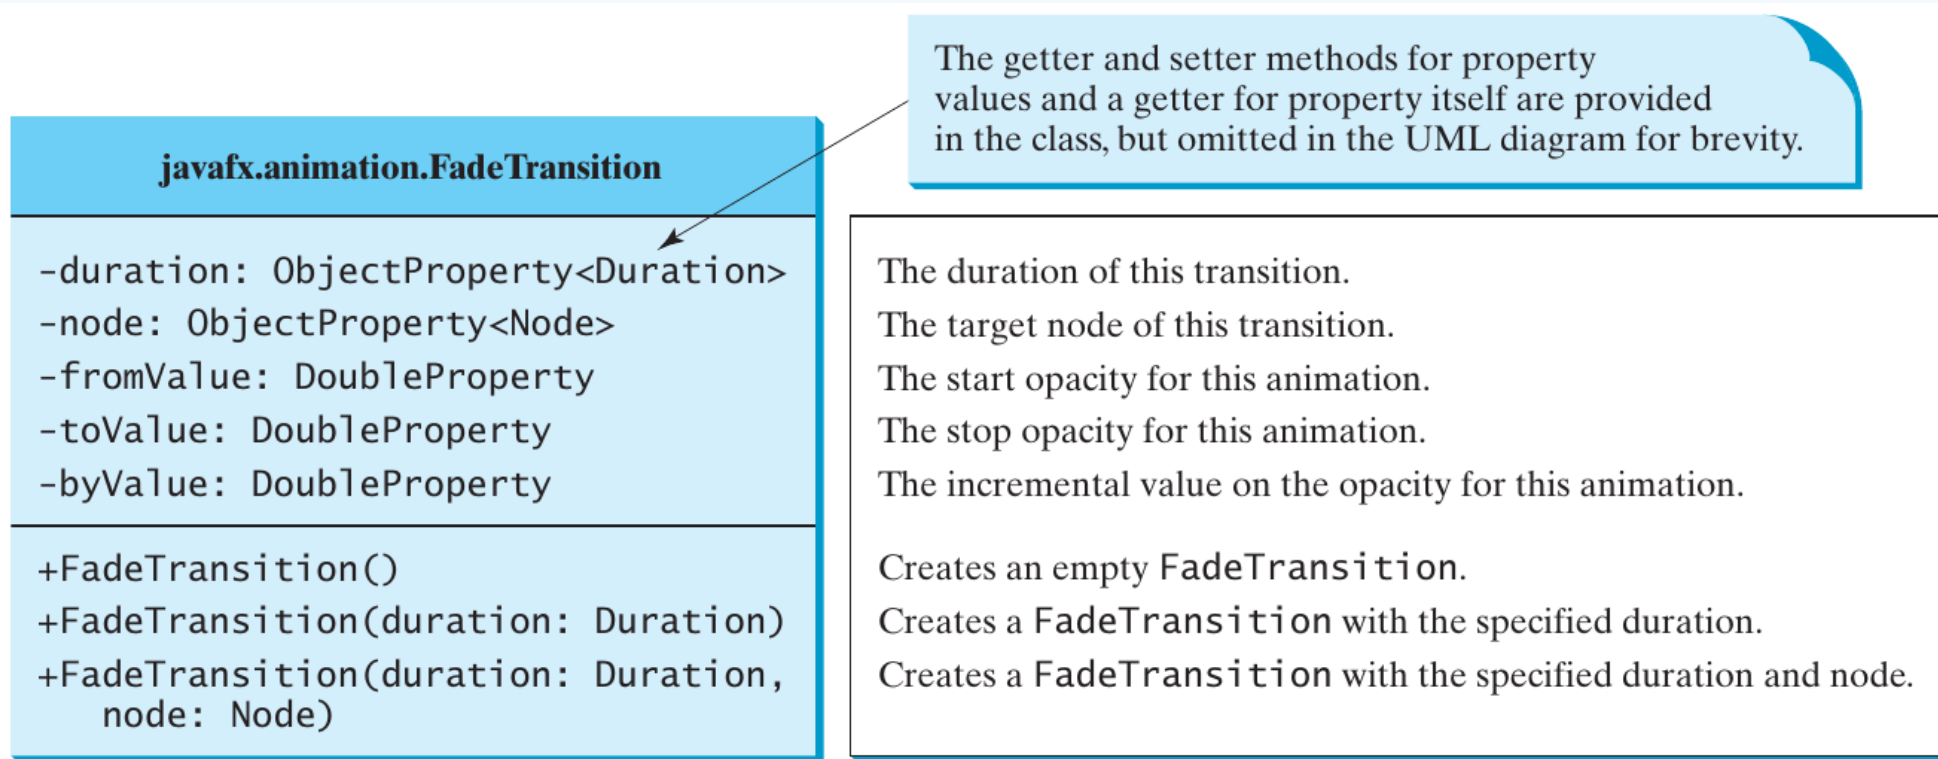 The getter and setter methods for property
values and a getter for property itself are provided
in the class, but omitted in the UML diagram for brevity.
javafx.animation.FadeTransition
-duration: ObjectProperty<Duration>
The duration of this transition.
-node: ObjectProperty<Node>
The target node of this transition.
-fromValue: DoubleProperty
The start opacity for this animation.
-toValue: DoubleProperty
The stop opacity for this animation.
-byValue: DoubleProperty
The incremental value on the opacity for this animation.
+FadeTransition()
Creates an empty FadeTransition.
+FadeTransition(duration: Duration)
Creates a FadeTransition with the specified duration.
+FadeTransition(duration: Duration,
node: Node)
Creates a FadeTransition with the specified duration and node.